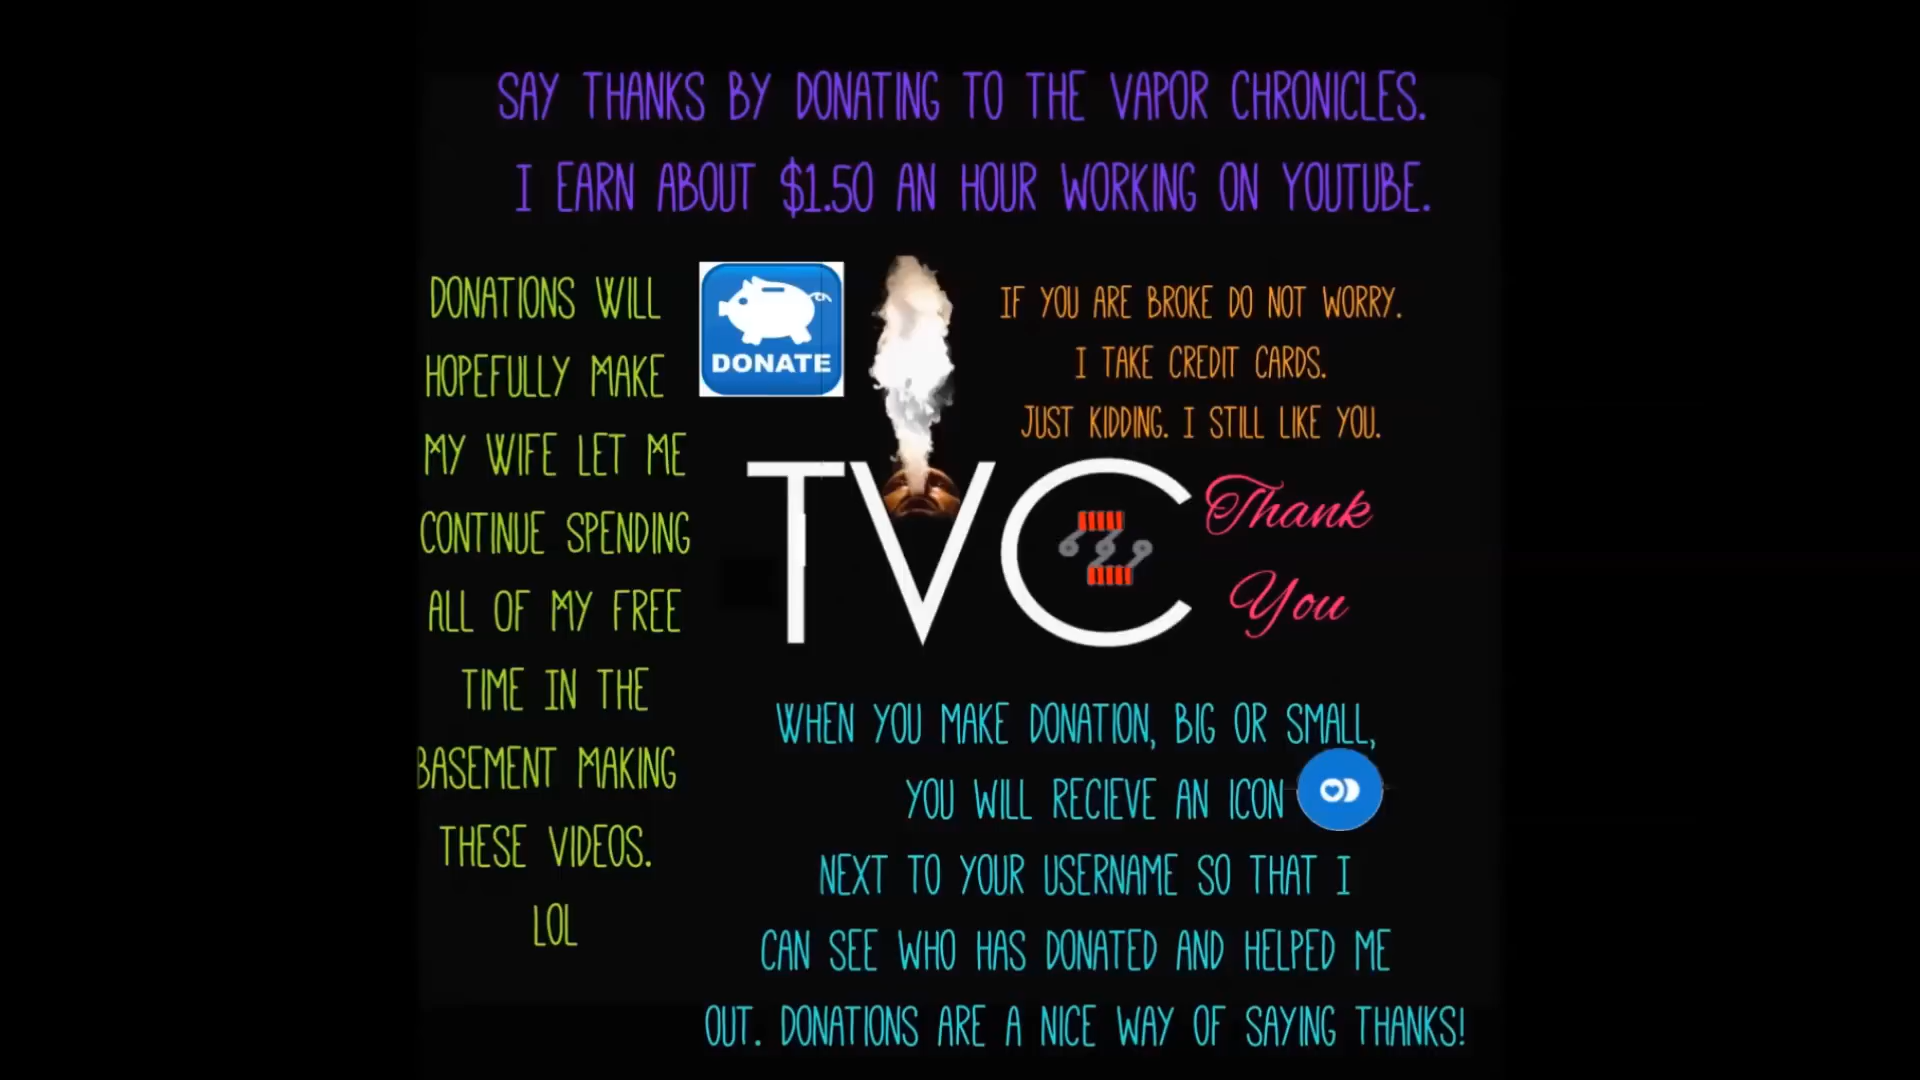 SAY THANKS BY DONATING TO THE VAPOR CHRONICLES.
I EARN ABOUT $1.50 AN HOUR WORKING ON YOUTUBE.
DONATIONS WILL
HOPEFULLY MAKE
MY WIFE LET ME
CONTINUE SPENDING
ALL OF MY FREE
TIME IN THE
BASEMENT MAKING
THESE VIDEOS.
LOL
DONATE
IF YOU ARE BROKE DO NOT WORRY.
I TAKE CREDIT CARDS.
JUST KIDDING. I STILL LIKE YOU.
TVC
Thank
You
WHEN YOU MAKE DONATION, BIG OR SMALL,
YOU WILL RECIEVE AN ICON
NEXT TO YOUR USERNAME SO THAT I
CAN SEE WHO HAS DONATED AND HELPED ME
OUT. DONATIONS ARE A NICE WAY OF SAYING THANKS!